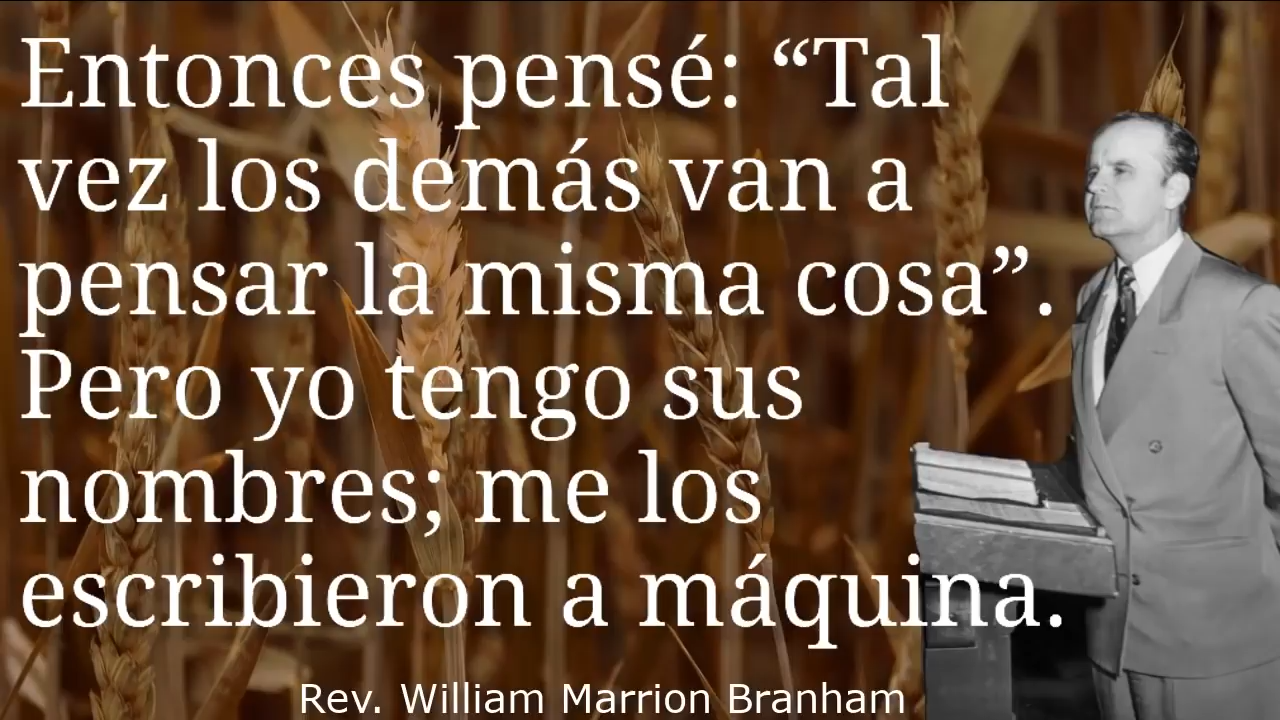 Entonces pensé: “Tal
vez los demás van a
pensar la misma cosa”.
Pero yo tengo sus
nombres; me los
escribieron a máquina.
Rev. William Marrion Branham